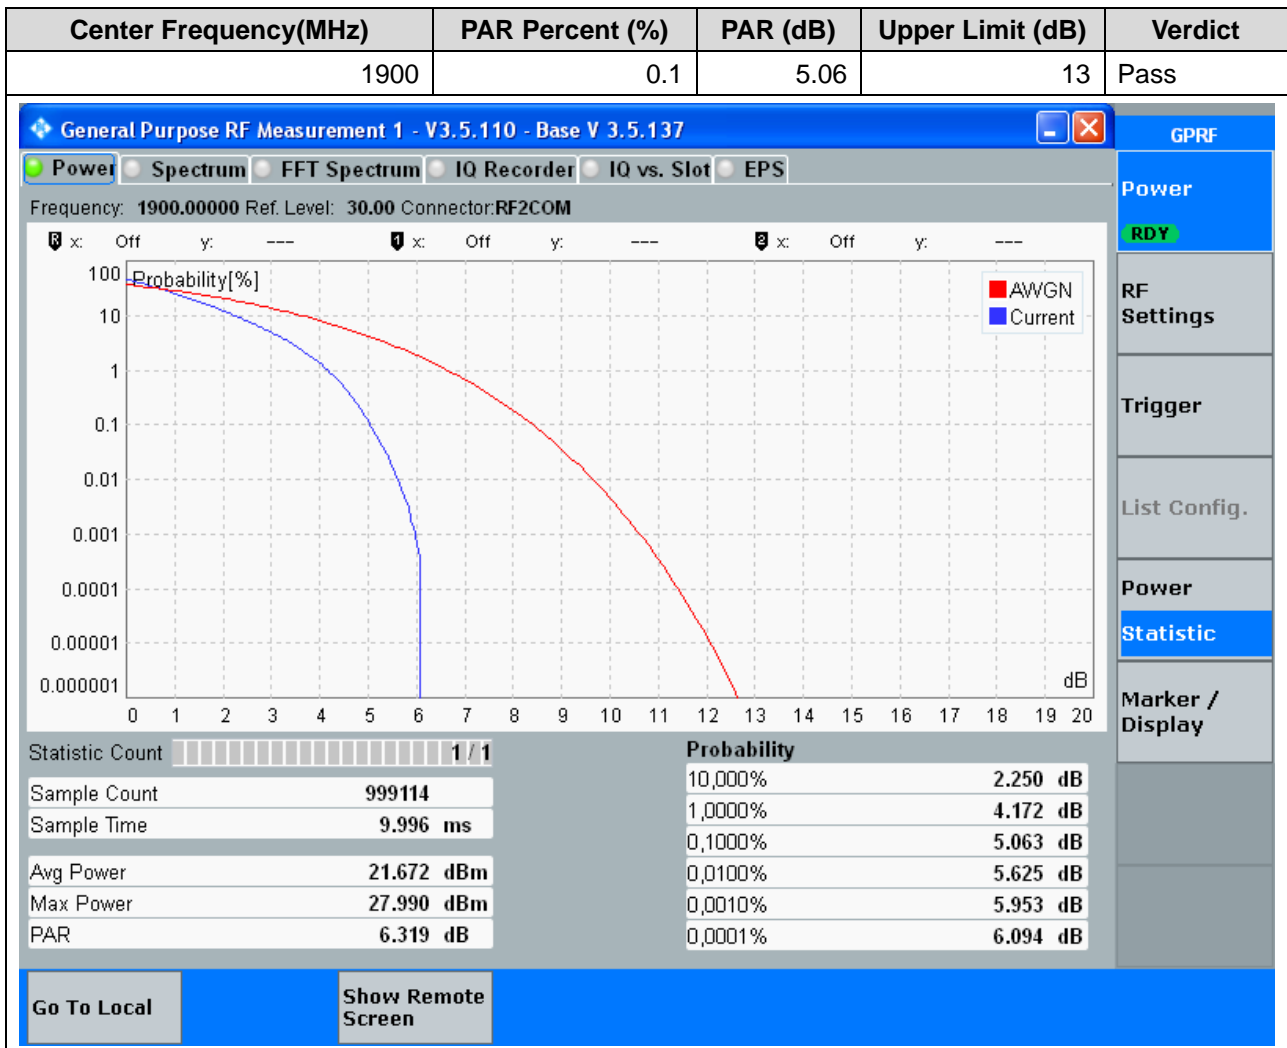 Center Frequency(MHz) PAR Percent (%) PAR (dB) Upper Limit (dB) Verdict
1900 0.1 5.06 13 Pass
General Purpose RF Measurement 1 - V3.5.110 - Base V 3.5.137
GPRF
Power Spectrum FFT Spectrum IQ Recorder IQ vs. Slot EPS
Frequency: 1900.00000 Ref. Level: 30.00 Connector:RF2COM
R x: Off y: --- 1 x: Off y: --- 2 x: Off y: ---
Probability[%]
AWGN
Current
100
10
1
0.1
0.01
0.001
0.0001
0.00001
0.000001
dB
0 1 2 3 4 5 6 7 8 9 10 11 12 13 14 15 16 17 18 19 20
Statistic Count 1 / 1
Sample Count 999114
Sample Time 9.996 ms
Avg Power 21.672 dBm
Max Power 27.990 dBm
PAR 6.319 dB
Probability
10,000% 2.250 dB
1,0000% 4.172 dB
0,1000% 5.063 dB
0,0100% 5.625 dB
0,0010% 5.953 dB
0,0001% 6.094 dB
Power
RDY
RF
Settings
Trigger
List Config.
Power
Statistic
Marker /
Display
Go To Local
Show Remote
Screen